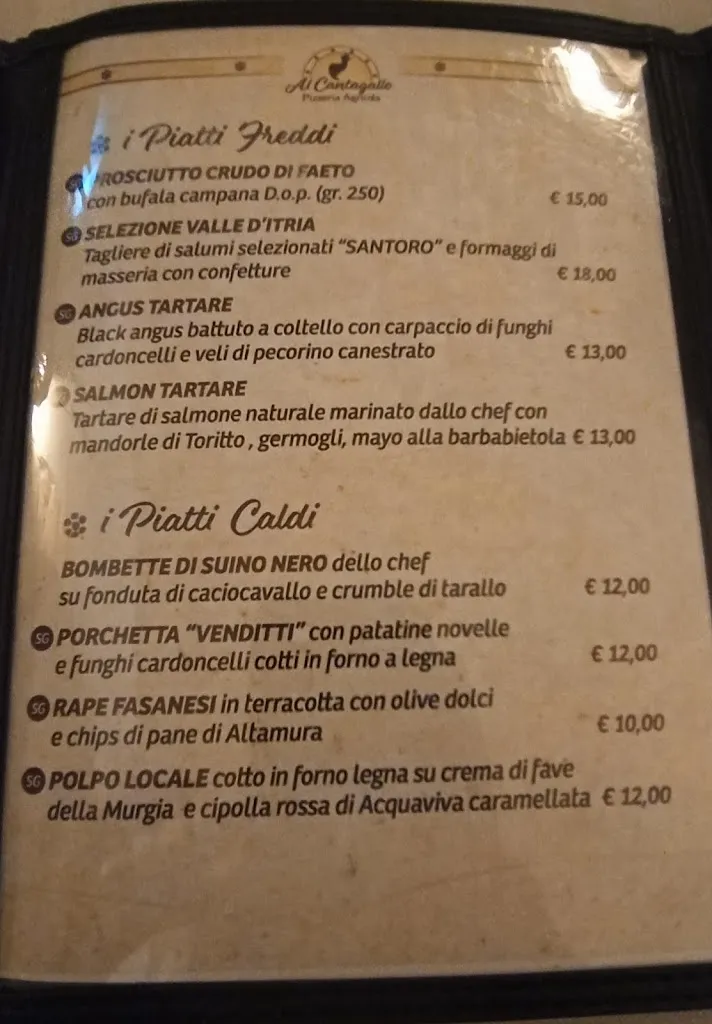 Al Cantagallo
Pizzeria Agricola
i Piatti Freddi
PROSCIUTTO CRUDO DI FAETO
con bufala campana D.o.p. (gr. 250) € 15,00
SG SELEZIONE VALLE D'ITRIA
Tagliere di salumi selezionati "SANTORO" e formaggi di
masseria con confetture € 18,00
SG ANGUS TARTARE
Black angus battuto a coltello con carpaccio di funghi
cardoncelli e veli di pecorino canestrato € 13,00
SALMON TARTARE
Tartare di salmone naturale marinato dallo chef con
mandorle di Toritto , germogli, mayo alla barbabietola € 13,00
i Piatti Caldi
BOMBETTE DI SUINO NERO dello chef
su fonduta di caciocavallo e crumble di tarallo € 12,00
SG PORCHETTA "VENDITTI" con patatine novelle
e funghi cardoncelli cotti in forno a legna € 12,00
SG RAPE FASANESI in terracotta con olive dolci
e chips di pane di Altamura € 10,00
SG POLPO LOCALE cotto in forno legna su crema di fave
della Murgia e cipolla rossa di Acquaviva caramellata € 12,00